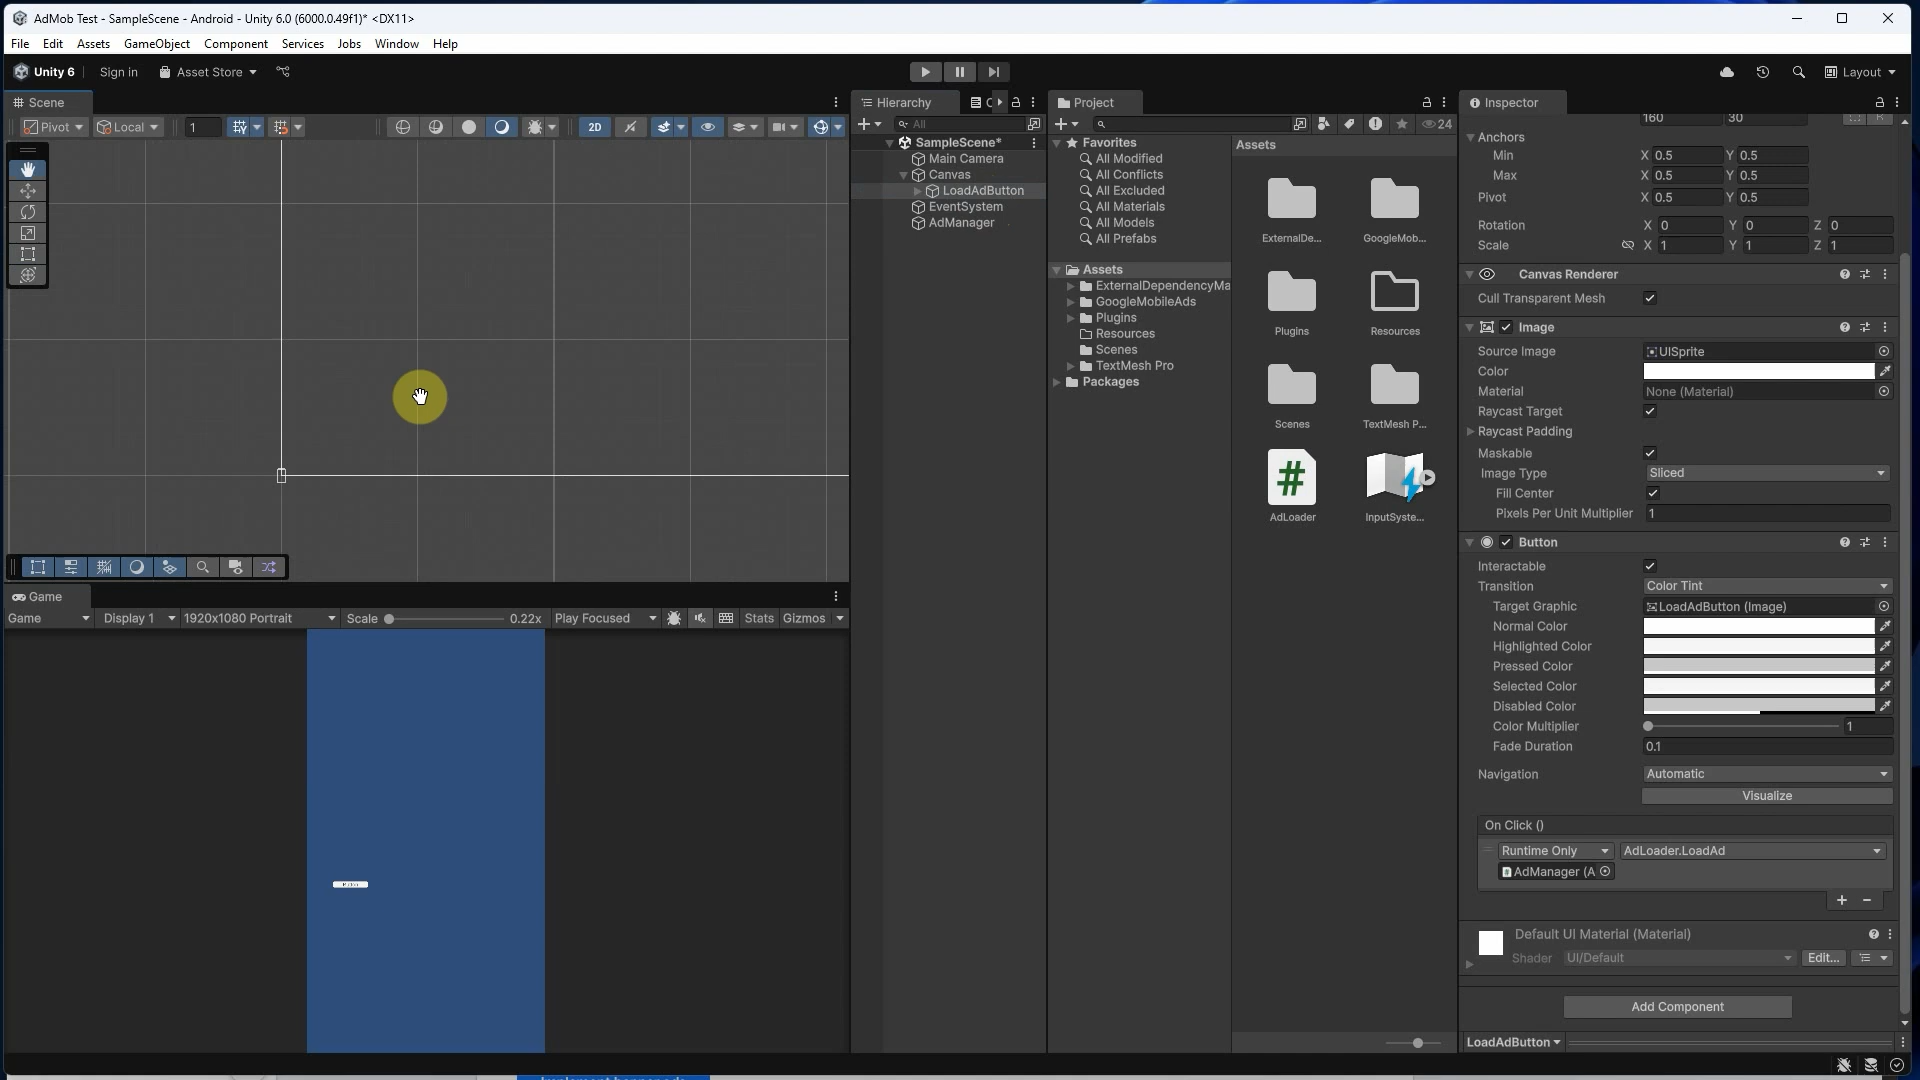 AdMob Test - SampleScene - Android - Unity 6.0 (6000.0.49f1)* <DX11>
File Edit Assets GameObject Component Services Jobs Window Help
Unity 6 Sign in Asset Store Layout
Scene
Pivot Local 1 2D
Hierarchy
All
SampleScene*
Main Camera
Canvas
LoadAdButton
EventSystem
AdManager
Project
24
Favorites
All Modified
All Conflicts
All Excluded
All Materials
All Models
All Prefabs
Assets
ExternalDependencyMa
GoogleMobileAds
Plugins
Resources
Scenes
TextMesh Pro
Packages
Assets
ExternalDe... GoogleMob...
Plugins Resources
Scenes TextMesh P...
# AdLoader InputSyste...
Game
Game Display 1 1920x1080 Portrait Scale 0.22x Play Focused Stats Gizmos
Button
Inspector
160 30
Anchors
Min X 0.5 Y 0.5
Max X 0.5 Y 0.5
Pivot X 0.5 Y 0.5
Rotation X 0 Y 0 Z 0
Scale X 1 Y 1 Z 1
Canvas Renderer
Cull Transparent Mesh
Image
Source Image UISprite
Color
Material None (Material)
Raycast Target
Raycast Padding
Maskable
Image Type Sliced
Fill Center
Pixels Per Unit Multiplier 1
Button
Interactable
Transition Color Tint
Target Graphic LoadAdButton (Image)
Normal Color
Highlighted Color
Pressed Color
Selected Color
Disabled Color
Color Multiplier 1
Fade Duration 0.1
Navigation Automatic
Visualize
On Click ()
Runtime Only AdLoader.LoadAd
AdManager (A
Default UI Material (Material)
Shader UI/Default Edit...
Add Component
LoadAdButton